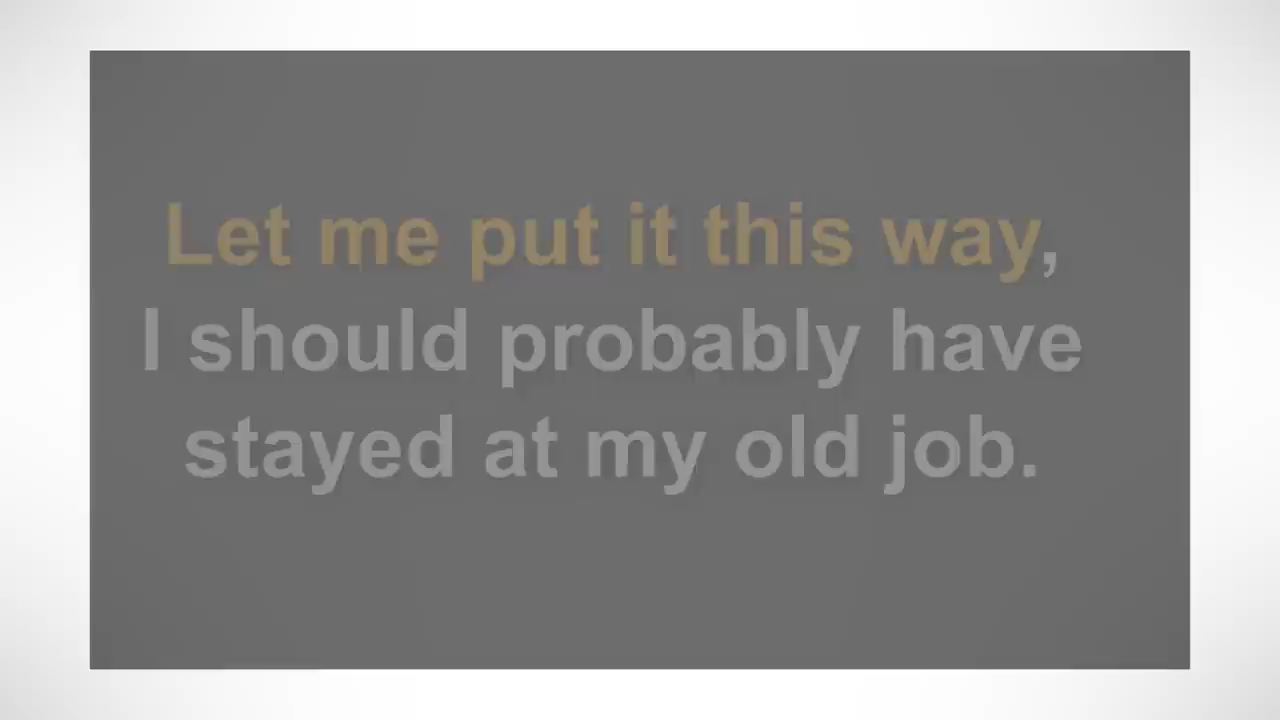 Let me put it this way,
I should probably have
stayed at my old job.